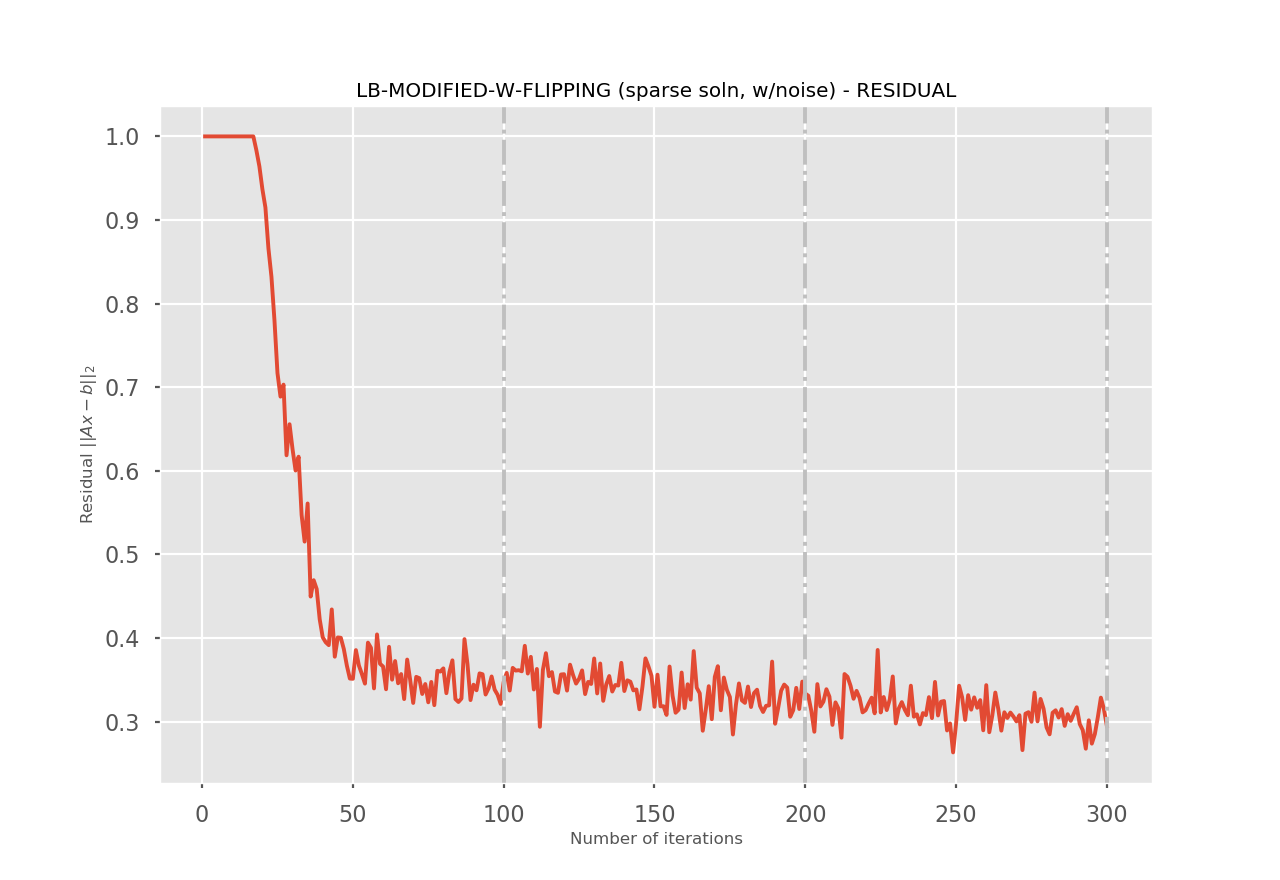 LB-MODIFIED-W-FLIPPING (sparse soln, w/noise) - RESIDUAL
1.0
0.9
0.8
0.7
0.6
0.5
0.4
0.3
Residual ||Ax − b||₂
0 50 100 150 200 250 300
Number of iterations